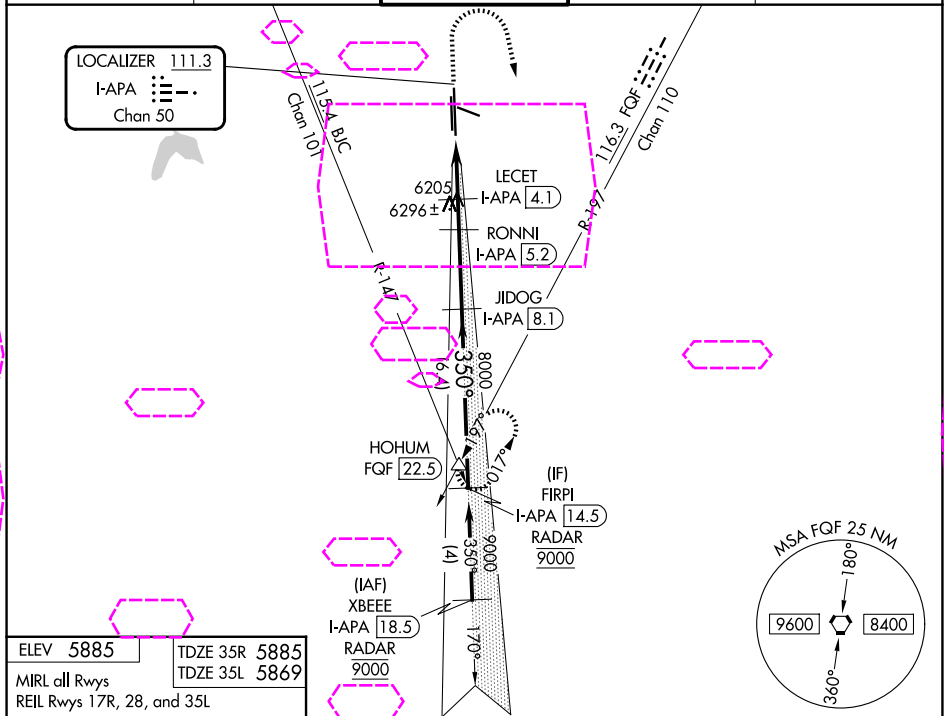 LOCALIZER 111.3
I-APA
Chan 50
115.4 BJC
Chan 101
116.3 FQF
Chan 110
R-197
R-147
6205
6296 ±
LECET
I-APA 4.1
RONNI
I-APA 5.2
JIDOG
I-APA 8.1
8000
350°
(6.4)
197°
017°
HOHUM
FQF 22.5
(IF)
FIRPI
I-APA 14.5
RADAR
9000
9000
350°
(4)
(IAF)
XBEEE
I-APA 18.5
RADAR
9000
170°
MSA FQF 25 NM
180°
9600
8400
360°
ELEV 5885
TDZE 35R 5885
TDZE 35L 5869
MIRL all Rwys
REIL Rwys 17R, 28, and 35L